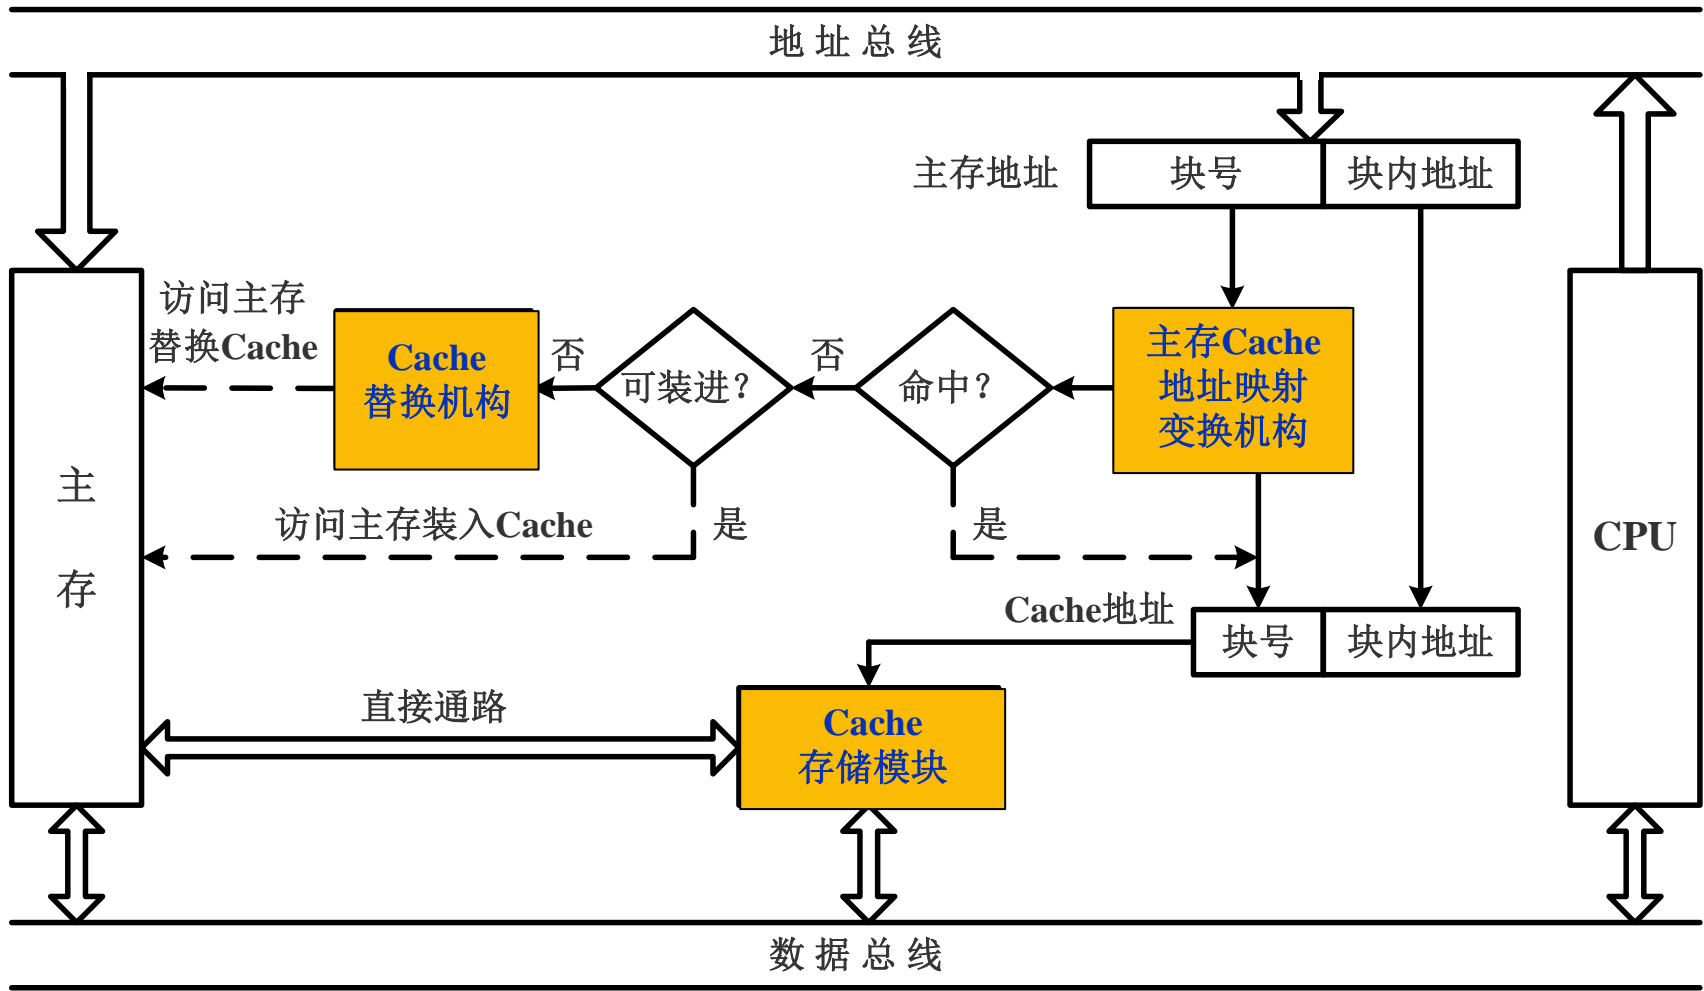 地 址 总 线
主存地址
块号
块内地址
访问主存
替换Cache
Cache
替换机构
否
可装进？
否
命中？
主存Cache
地址映射
变换机构
主
存
访问主存装入Cache
是
是
CPU
Cache地址
块号
块内地址
直接通路
Cache
存储模块
数 据 总 线